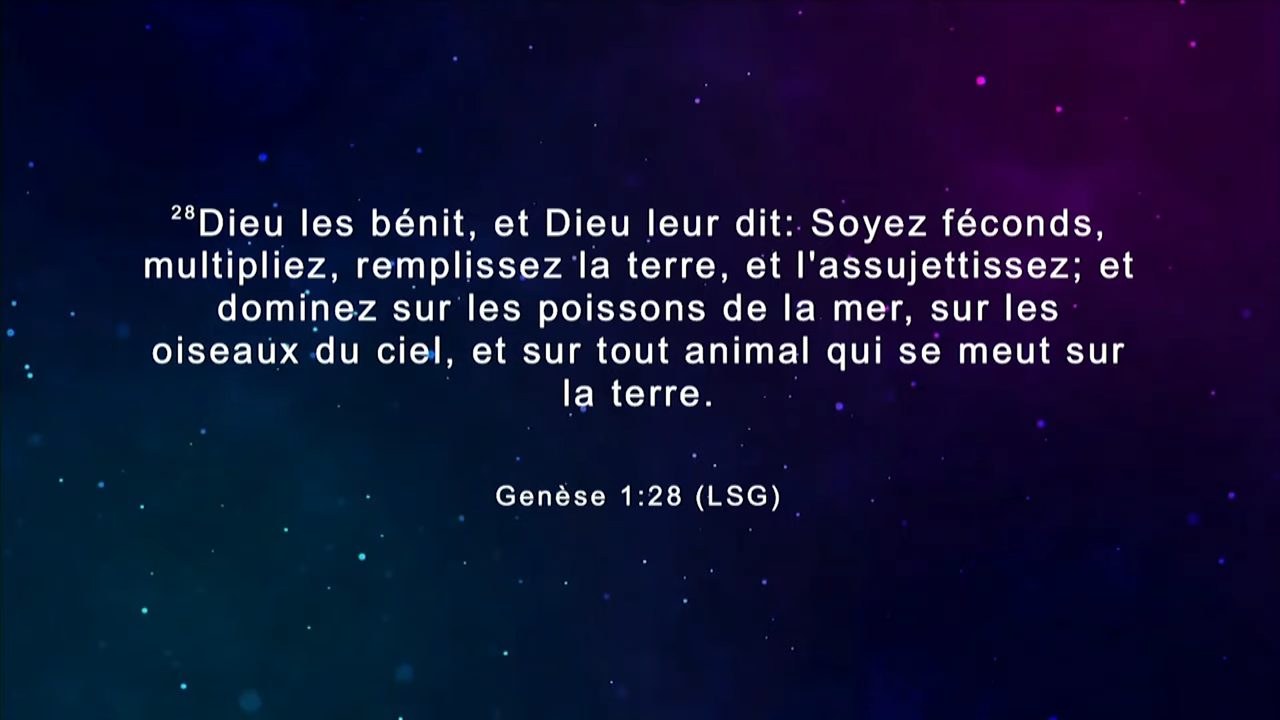 ²⁸Dieu les bénit, et Dieu leur dit: Soyez féconds,
multipliez, remplissez la terre, et l'assujettissez; et
dominez sur les poissons de la mer, sur les
oiseaux du ciel, et sur tout animal qui se meut sur
la terre.
Genèse 1:28 (LSG)